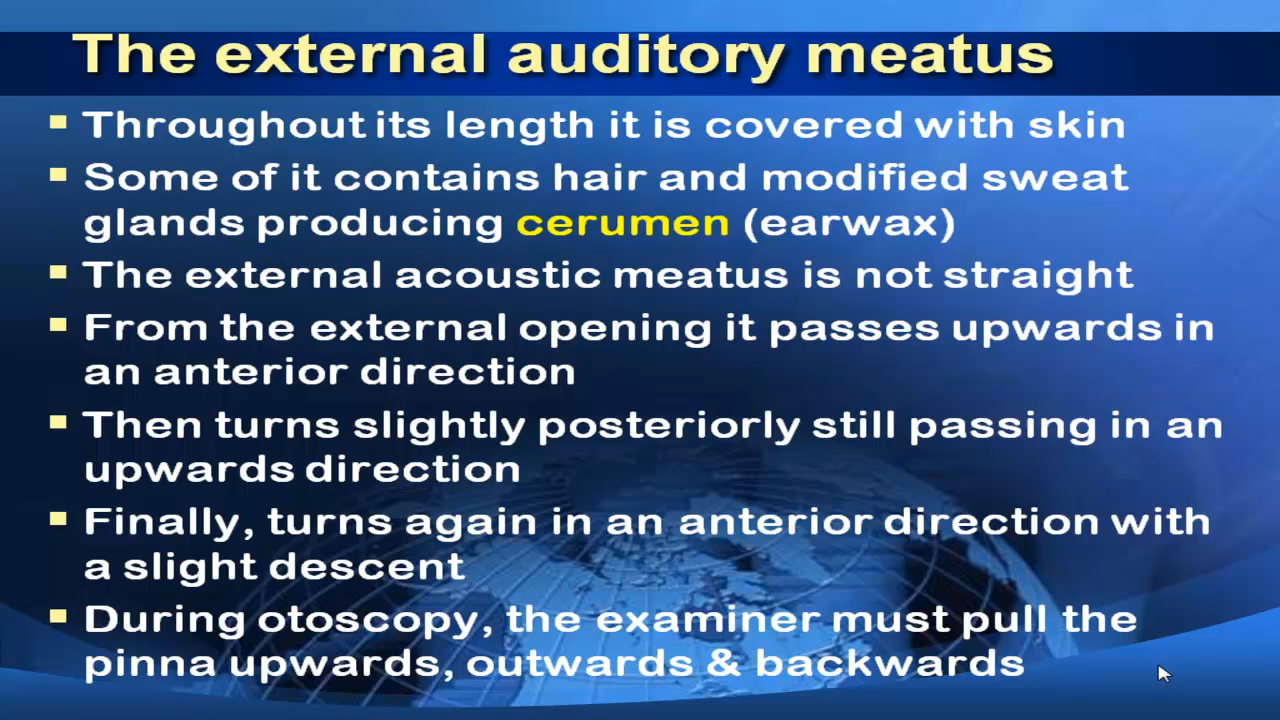 The external auditory meatus
Throughout its length it is covered with skin
Some of it contains hair and modified sweat
glands producing cerumen (earwax)
The external acoustic meatus is not straight
From the external opening it passes upwards in
an anterior direction
Then turns slightly posteriorly still passing in an
upwards direction
Finally, turns again in an anterior direction with
a slight descent
During otoscopy, the examiner must pull the
pinna upwards, outwards & backwards